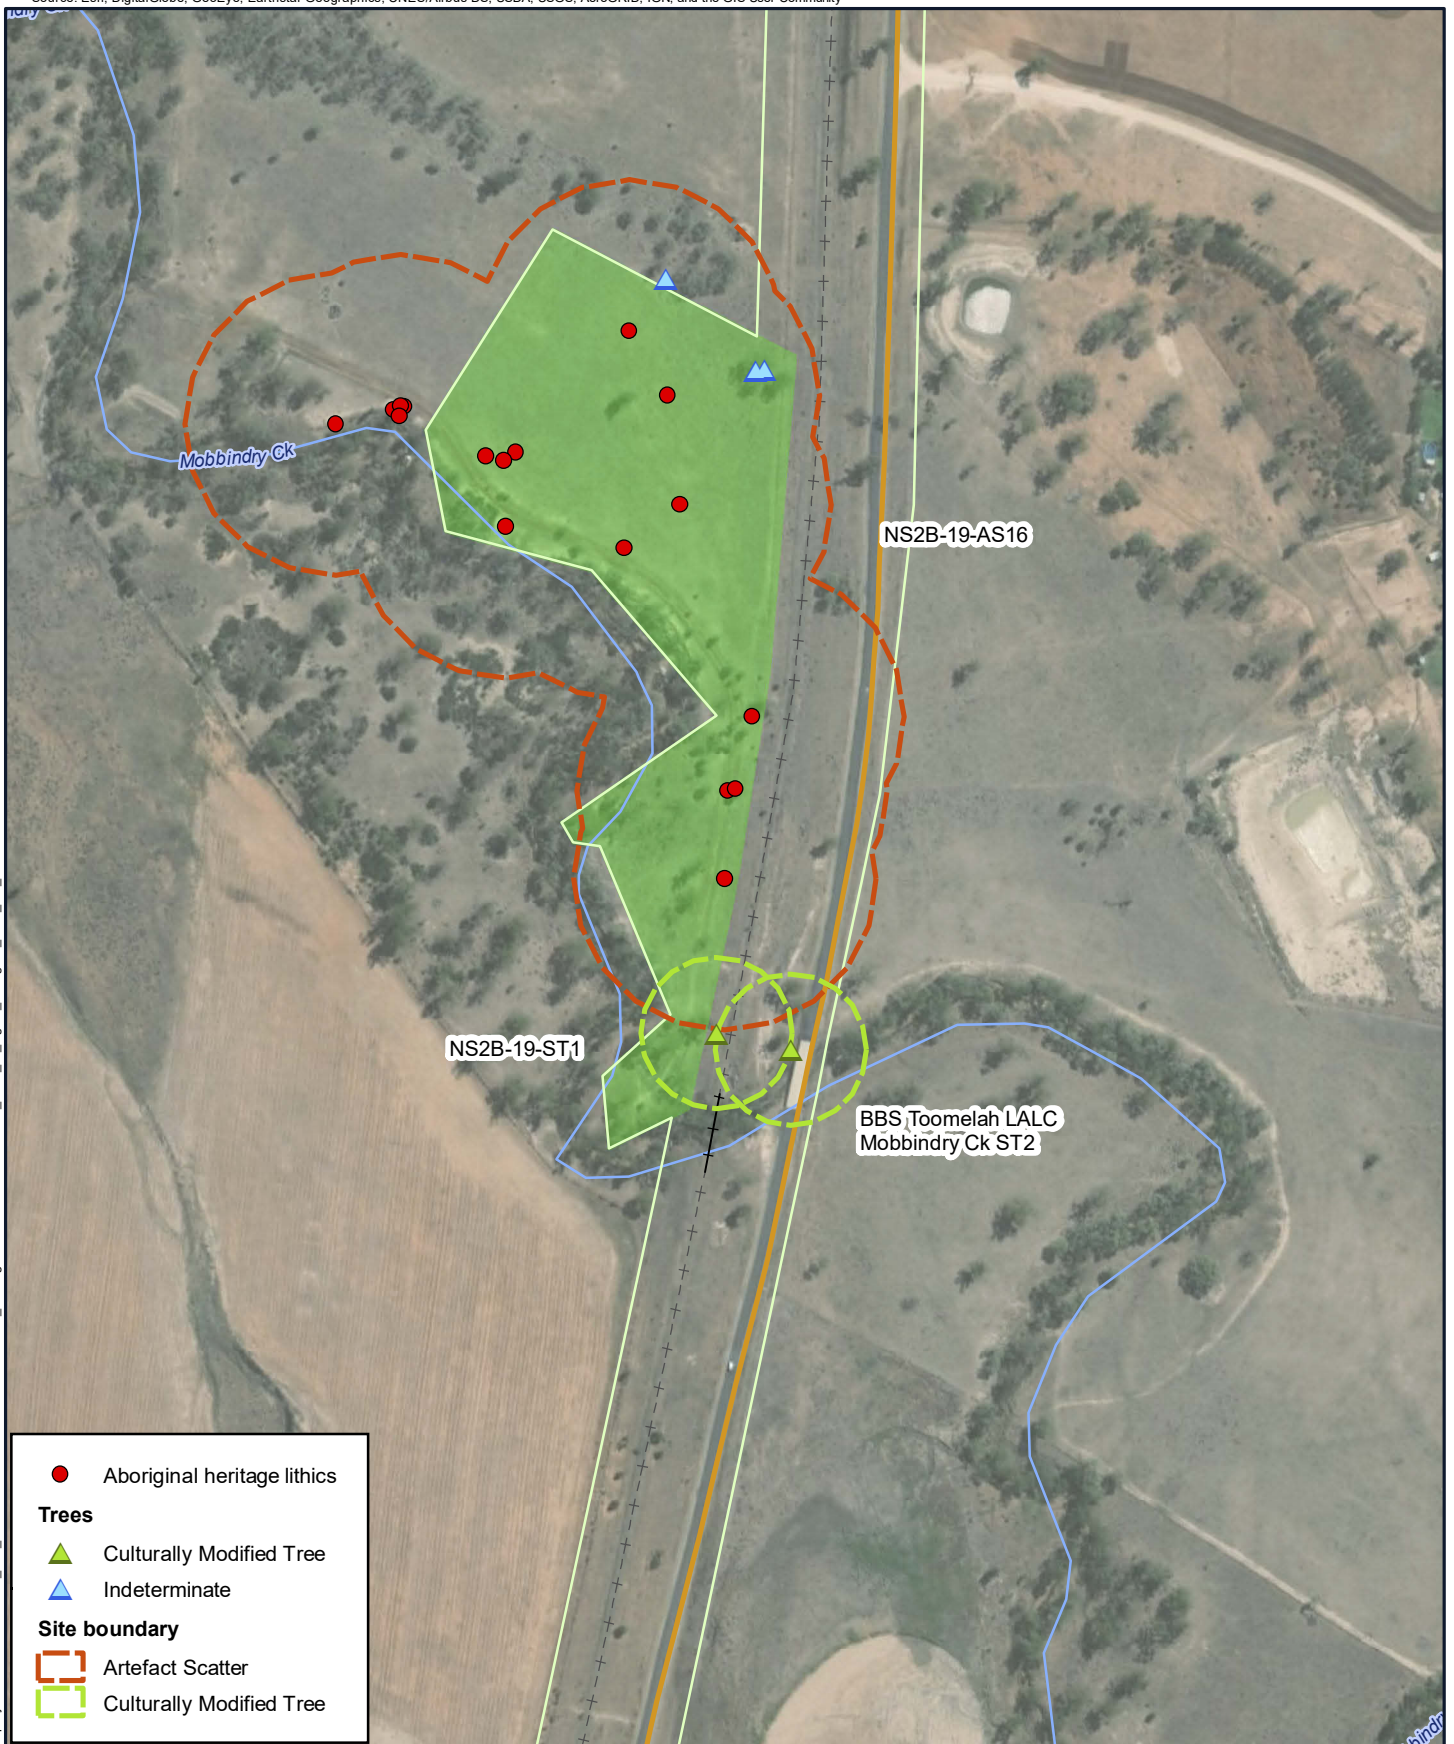 Mobbindry Ck
NS2B-19-AS16
NS2B-19-ST1
BBS Toomelah LALC
Mobbindry Ck ST2
Aboriginal heritage lithics
Trees
Culturally Modified Tree
Indeterminate
Site boundary
Artefact Scatter
Culturally Modified Tree